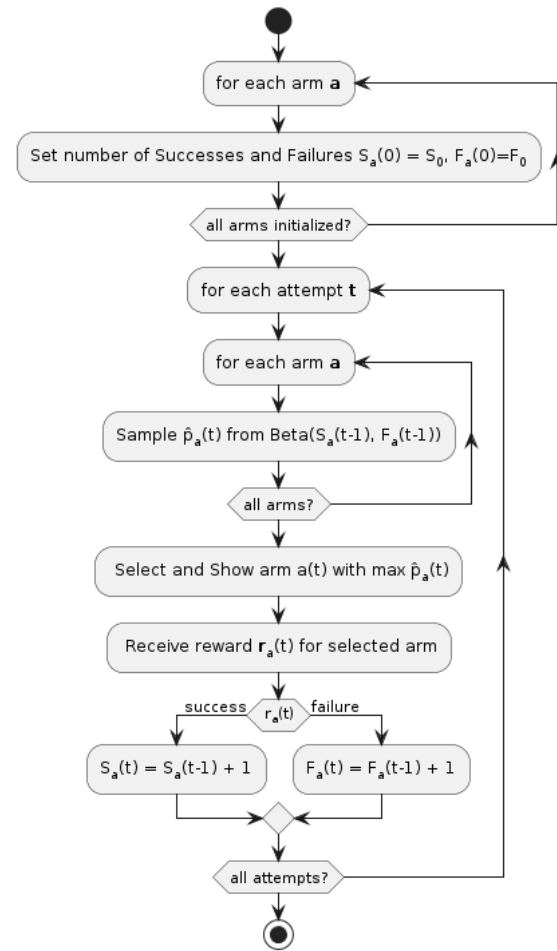 for each arm a
Set number of Successes and Failures Sₐ(0) = S₀, Fₐ(0)=F₀
all arms initialized?
for each attempt t
for each arm a
Sample p̂ₐ(t) from Beta(Sₐ(t-1), Fₐ(t-1))
all arms?
Select and Show arm a(t) with max p̂ₐ(t)
Receive reward rₐ(t) for selected arm
success rₐ(t) failure
Sₐ(t) = Sₐ(t-1) + 1 Fₐ(t) = Fₐ(t-1) + 1
all attempts?